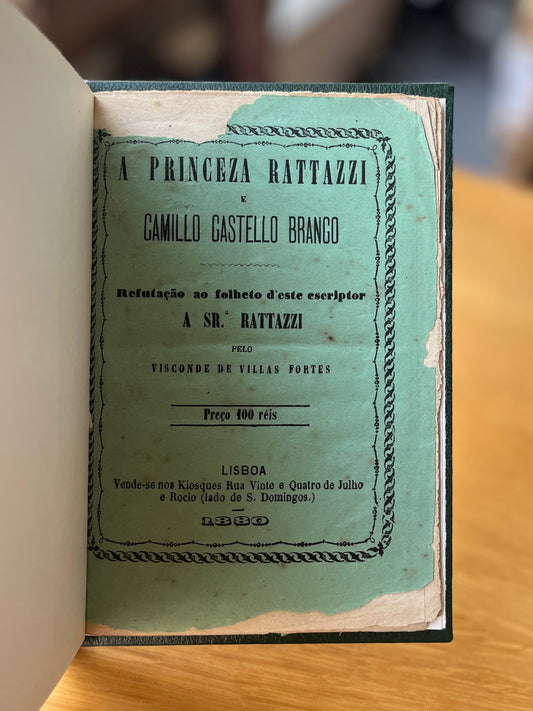 A PRINCEZA RATTAZZI
E
CAMILLO CASTELLO BRANCO
Refutação ao folheto d'este escriptor
A SR.ª RATTAZZI
PELO
VISCONDE DE VILLAS FORTES
Preço 100 réis
LISBOA
Vende-se nos Kiosques Rua Vinte e Quatro de Julho
e Rocio (lado de S. Domingos.)
1880